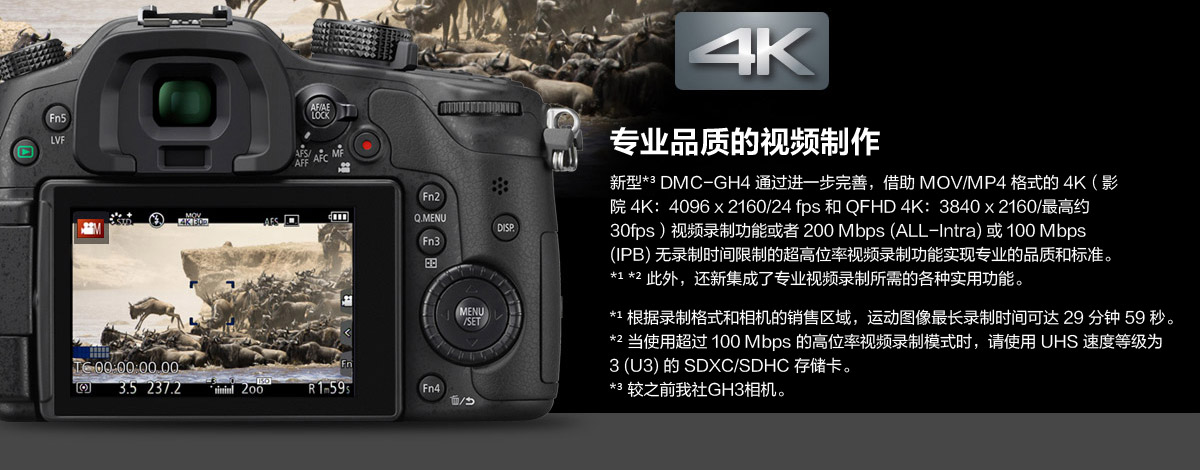 4K
专业品质的视频制作
新型*³ DMC-GH4 通过进一步完善，借助 MOV/MP4 格式的 4K（影
院 4K：4096 x 2160/24 fps 和 QFHD 4K：3840 x 2160/最高约
30fps）视频录制功能或者 200 Mbps (ALL-Intra) 或 100 Mbps
(IPB) 无录制时间限制的超高位率视频录制功能实现专业的品质和标准。
*¹ *² 此外，还新集成了专业视频录制所需的各种实用功能。
*¹ 根据录制格式和相机的销售区域，运动图像最长录制时间可达 29 分钟 59 秒。
*² 当使用超过 100 Mbps 的高位率视频录制模式时，请使用 UHS 速度等级为
3 (U3) 的 SDXC/SDHC 存储卡。
*³ 较之前我社GH3相机。
Fn5
LVF
AF/AE
LOCK
AFS/
AFF AFC MF
Fn2
Q.MENU
DISP.
Fn3
MENU
/SET
Fn4
M STD MOV
4K 30p AFS
Fn
TC 00:00:00.00
3.5 237.2 ISO 200 R 1m59s